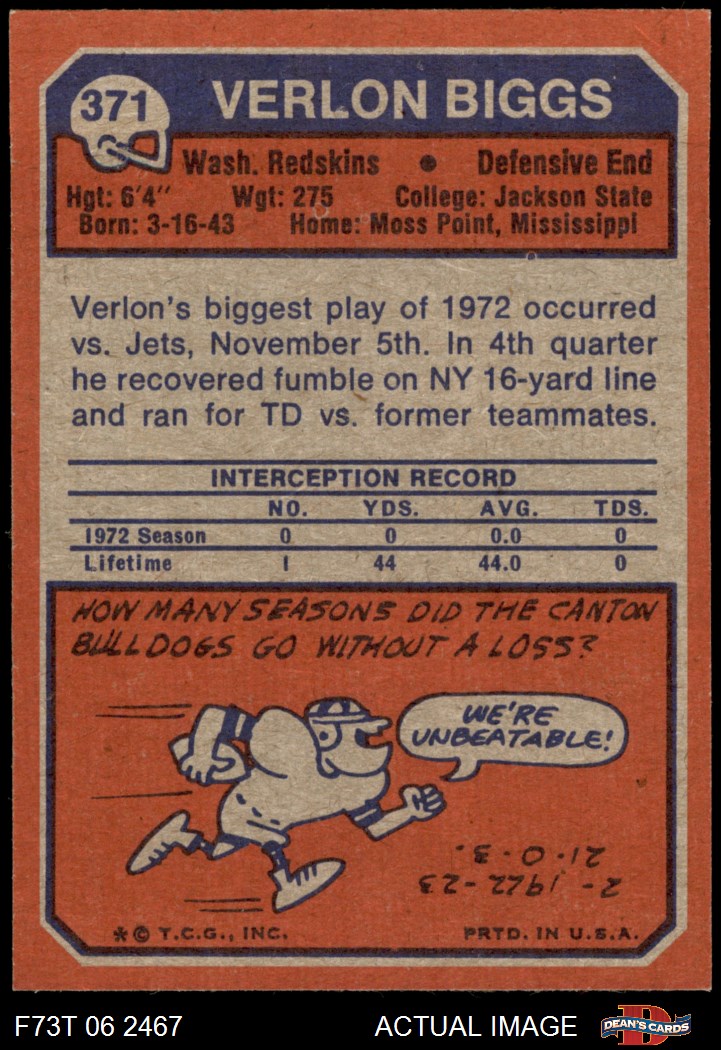 371
VERLON BIGGS
Wash. Redskins • Defensive End
Hgt: 6'4" Wgt: 275 College: Jackson State
Born: 3-16-43 Home: Moss Point, Mississippi
Verlon's biggest play of 1972 occurred
vs. Jets, November 5th. In 4th quarter
he recovered fumble on NY 16-yard line
and ran for TD vs. former teammates.
INTERCEPTION RECORD
NO. YDS. AVG. TDS.
1972 Season 0 0 0.0 0
Lifetime 1 44 44.0 0
HOW MANY SEASONS DID THE CANTON
BULLDOGS GO WITHOUT A LOSS?
WE'RE
UNBEATABLE!
2- 1922-23
21-0-3.
*© T.C.G., INC. PRTD. IN U.S.A.
F73T 06 2467 ACTUAL IMAGE
D
DEAN'S CARDS